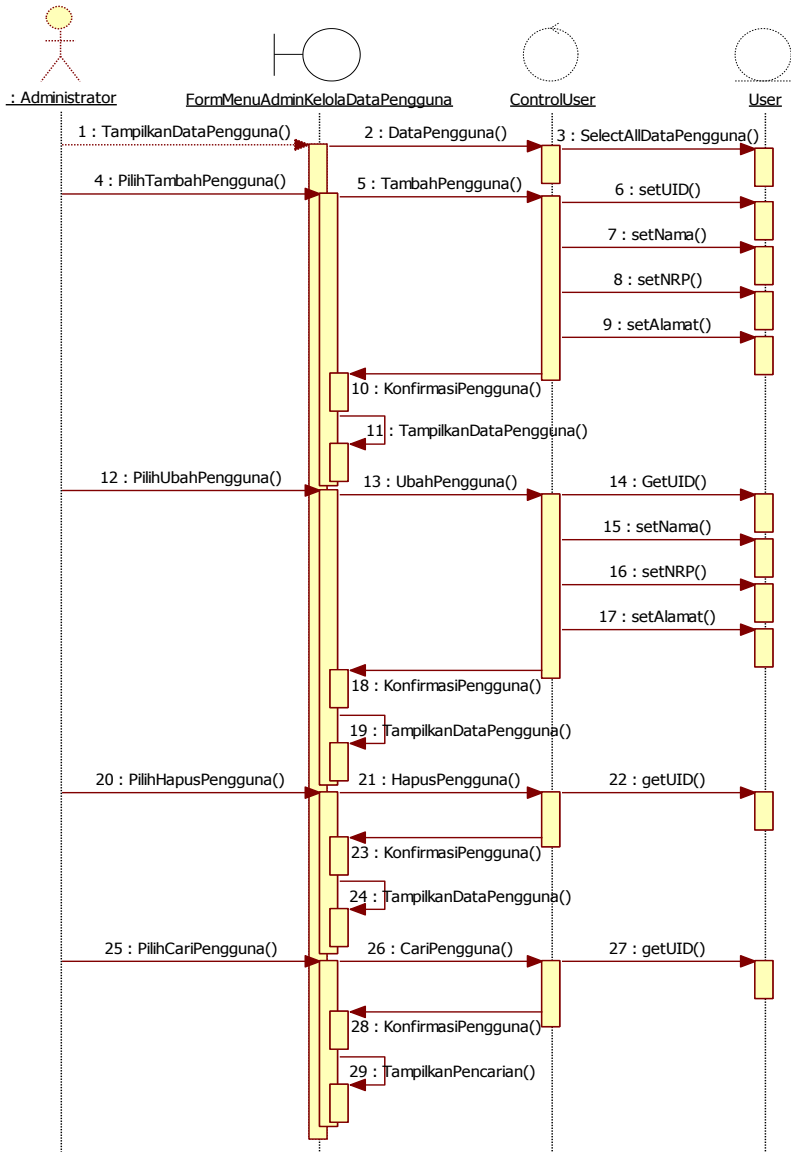 : Administrator
FormMenuAdminKelolaDataPengguna
ControlUser
User
1 : TampilkanDataPengguna()
2 : DataPengguna()
3 : SelectAllDataPengguna()
4 : PilihTambahPengguna()
5 : TambahPengguna()
6 : setUID()
7 : setNama()
8 : setNRP()
9 : setAlamat()
10 : KonfirmasiPengguna()
11 : TampilkanDataPengguna()
12 : PilihUbahPengguna()
13 : UbahPengguna()
14 : GetUID()
15 : setNama()
16 : setNRP()
17 : setAlamat()
18 : KonfirmasiPengguna()
19 : TampilkanDataPengguna()
20 : PilihHapusPengguna()
21 : HapusPengguna()
22 : getUID()
23 : KonfirmasiPengguna()
24 : TampilkanDataPengguna()
25 : PilihCariPengguna()
26 : CariPengguna()
27 : getUID()
28 : KonfirmasiPengguna()
29 : TampilkanPencarian()